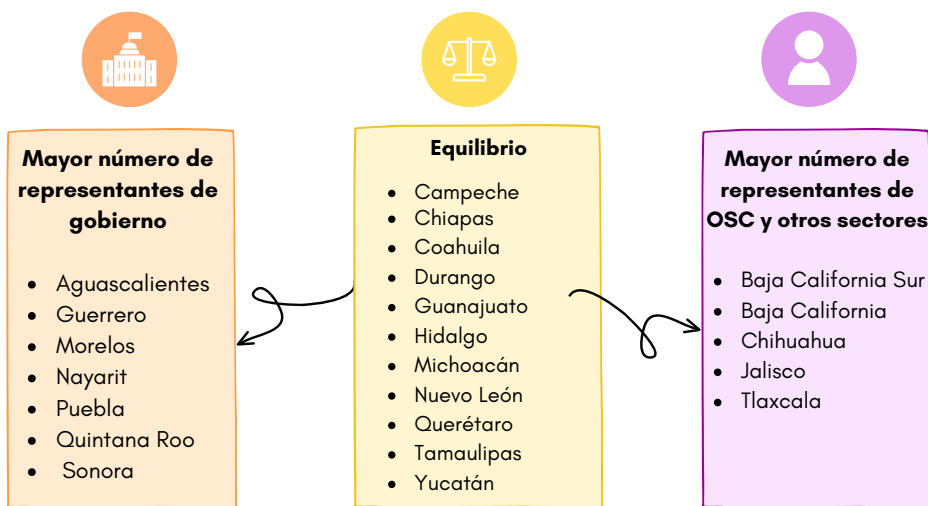 Mayor número de
representantes de
gobierno
• Aguascalientes
• Guerrero
• Morelos
• Nayarit
• Puebla
• Quintana Roo
• Sonora
Equilibrio
• Campeche
• Chiapas
• Coahuila
• Durango
• Guanajuato
• Hidalgo
• Michoacán
• Nuevo León
• Querétaro
• Tamaulipas
• Yucatán
Mayor número de
representantes de
OSC y otros sectores
• Baja California Sur
• Baja California
• Chihuahua
• Jalisco
• Tlaxcala